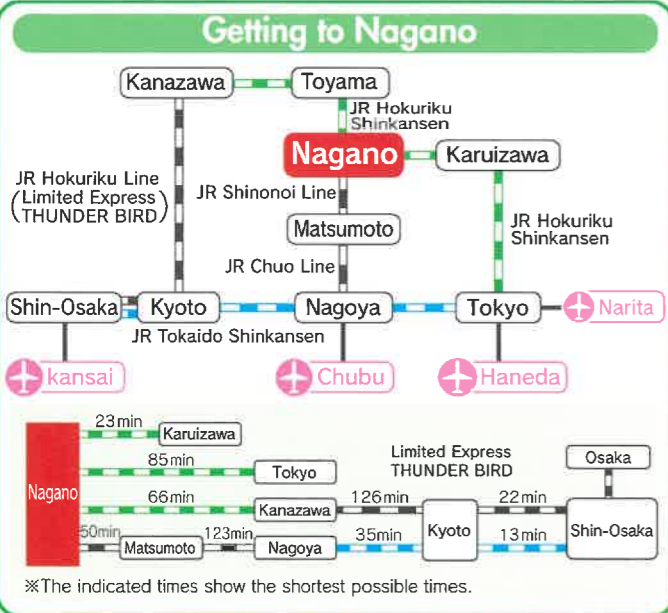 Getting to Nagano
Kanazawa
Toyama
JR Hokuriku
Shinkansen
Nagano
Karuizawa
JR Hokuriku Line
(Limited Express
THUNDER BIRD)
JR Shinonoi Line
Matsumoto
JR Hokuriku
Shinkansen
JR Chuo Line
Shin-Osaka
Kyoto
Nagoya
Tokyo
Narita
JR Tokaido Shinkansen
kansai
Chubu
Haneda
Nagano
23min
Karuizawa
85min
Tokyo
66min
Kanazawa
126min
Limited Express
THUNDER BIRD
22min
Osaka
50min
Matsumoto
123min
Nagoya
35min
Kyoto
13min
Shin-Osaka
※The indicated times show the shortest possible times.